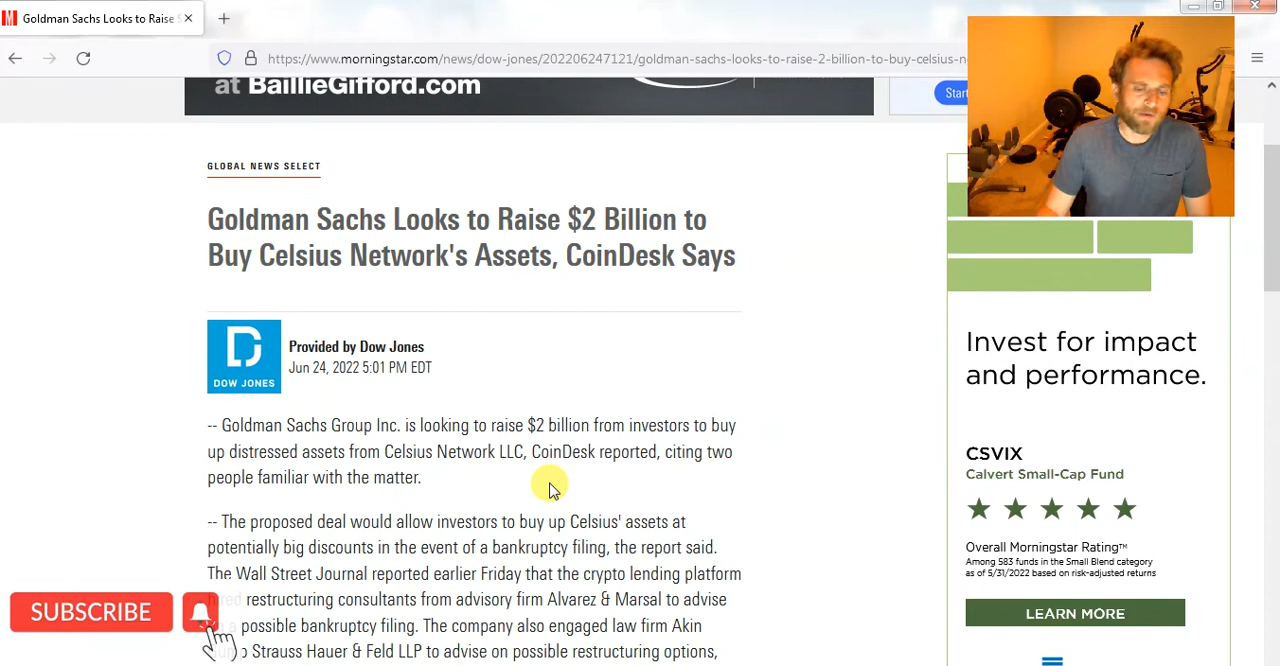 Goldman Sachs Looks to Raise
https://www.morningstar.com/news/dow-jones/202206247121/goldman-sachs-looks-to-raise-2-billion-to-buy-celsius-n
at BaillieGifford.com
Start
GLOBAL NEWS SELECT
Goldman Sachs Looks to Raise $2 Billion to
Buy Celsius Network's Assets, CoinDesk Says
DOW JONES
Provided by Dow Jones
Jun 24, 2022 5:01 PM EDT
-- Goldman Sachs Group Inc. is looking to raise $2 billion from investors to buy
up distressed assets from Celsius Network LLC, CoinDesk reported, citing two
people familiar with the matter.
-- The proposed deal would allow investors to buy up Celsius' assets at
potentially big discounts in the event of a bankruptcy filing, the report said.
The Wall Street Journal reported earlier Friday that the crypto lending platform
restructuring consultants from advisory firm Alvarez & Marsal to advise
a possible bankruptcy filing. The company also engaged law firm Akin
Strauss Hauer & Feld LLP to advise on possible restructuring options,
SUBSCRIBE
Invest for impact
and performance.
CSVIX
Calvert Small-Cap Fund
Overall Morningstar Rating™
Among 583 funds in the Small Blend category
as of 5/31/2022 based on risk-adjusted returns
LEARN MORE